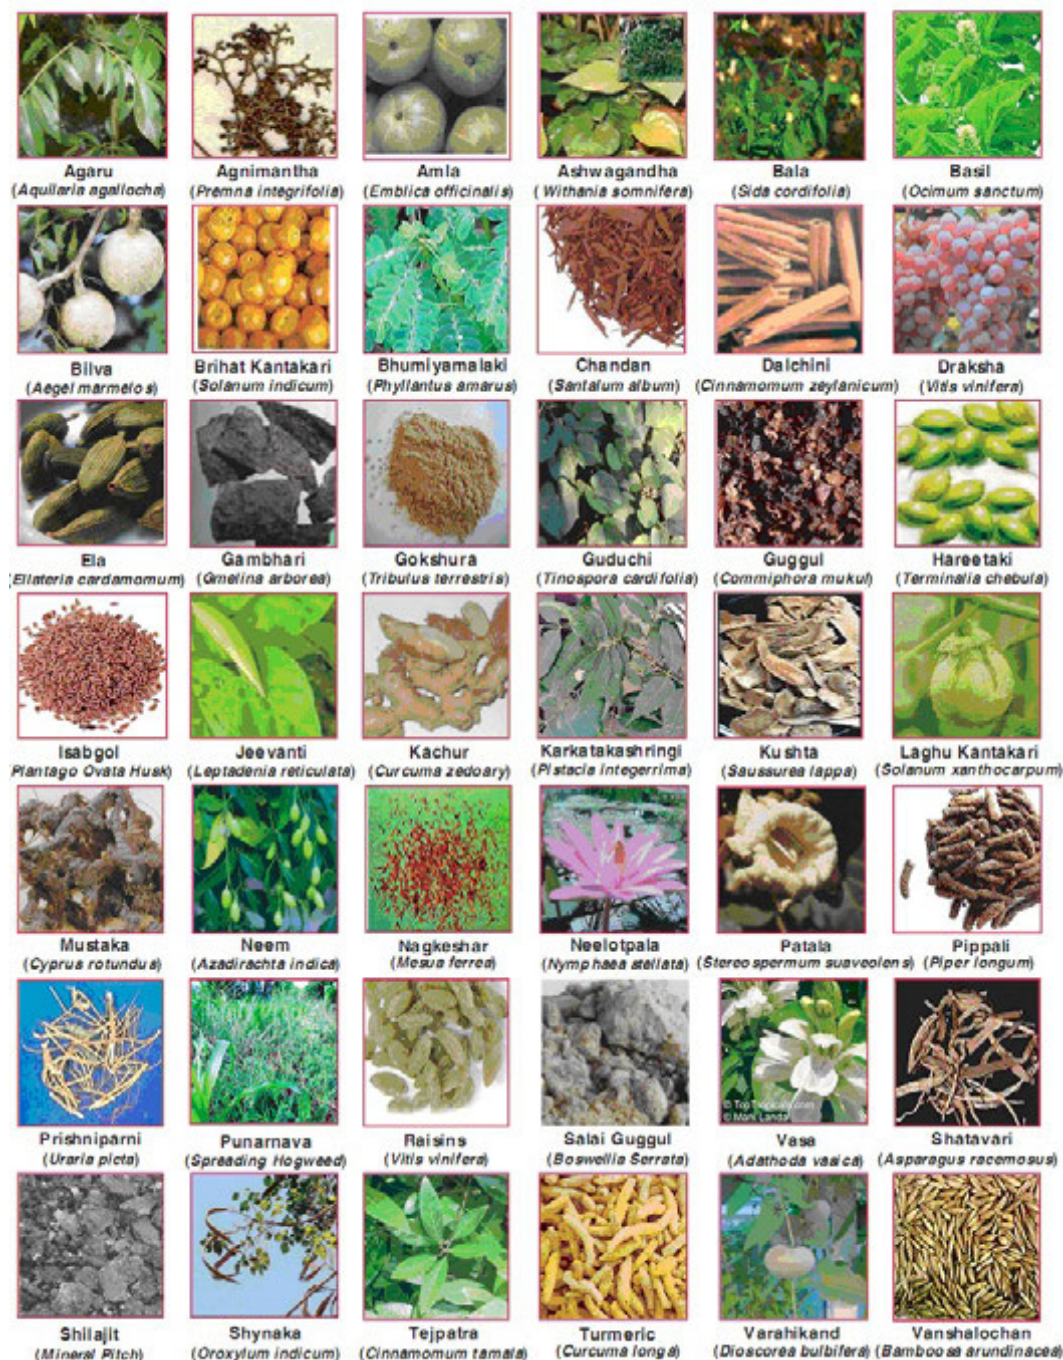 Agaru
(Aquilaria agallocha)
Agnimantha
(Premna integrifolia)
Amla
(Emblica officinalis)
Ashwagandha
(Withania somnifera)
Bala
(Sida cordifolia)
Basil
(Ocimum sanctum)
Bilva
(Aegel marmelos)
Brihat Kantakari
(Solanum indicum)
Bhumiyamalaki
(Phyllantus amarus)
Chandan
(Santalum album)
Dalchini
(Cinnamomum zeylanicum)
Draksha
(Vitis vinifera)
Ela
(Ellateria cardamomum)
Gambhari
(Gmelina arborea)
Gokshura
(Tribulus terrestris)
Guduchi
(Tinospora cardifolia)
Guggul
(Commiphora mukul)
Hareetaki
(Terminalia chebula)
Isabgol
Plantago Ovata Husk)
Jeevanti
(Leptadenia reticulata)
Kachur
(Curcuma zedoary)
Karkatakashringi
(Pistacia integerrima)
Kushta
(Saussurea lappa)
Laghu Kantakari
(Solanum xanthocarpum)
Mustaka
(Cyprus rotundus)
Neem
(Azadirachta indica)
Nagkeshar
(Mesua ferrea)
Neelotpala
(Nymphaea stellata)
Patala
(Stereospermum suaveolens)
Pippali
(Piper longum)
Prishniparni
(Uraria picta)
Punarnava
(Spreading Hogweed)
Raisins
(Vitis vinifera)
Salai Guggul
(Boswellia Serrata)
© TopTropicals.com
© Mani Landa
Vasa
(Adathoda vasica)
Shatavari
(Asparagus racemosus)
Shilajit
(Mineral Pitch)
Shynaka
(Oroxylum indicum)
Tejpatra
(Cinnamomum tamala)
Turmeric
(Curcuma longa)
Varahikand
(Dioscorea bulbifera)
Vanshalochan
(Bamboosa arundinacea)